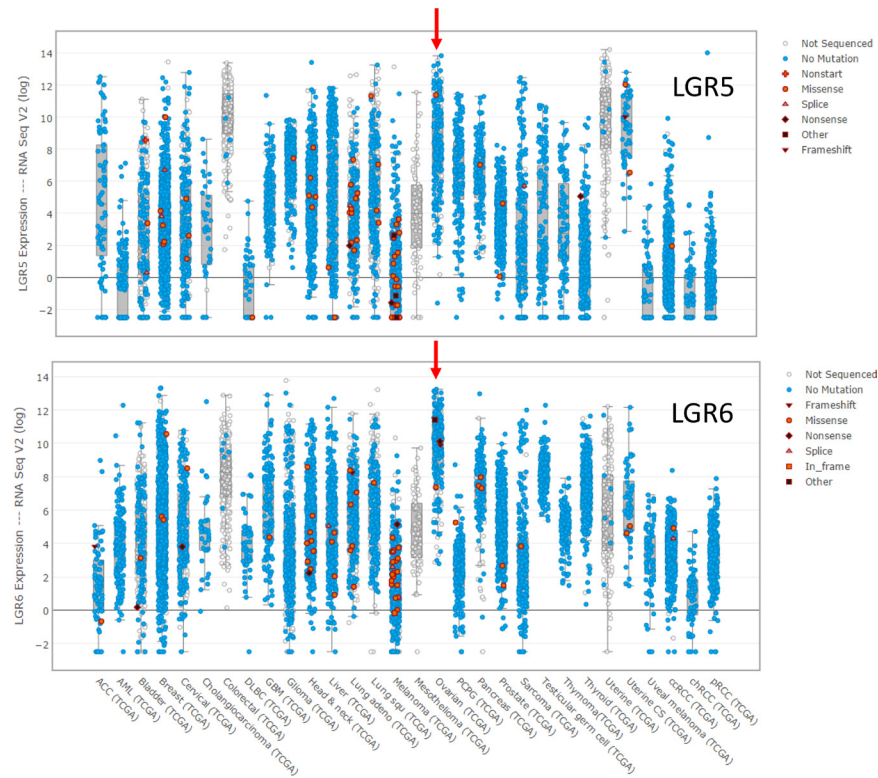 LGR5
LGR5 Expression --- RNA Seq V2 (log)
14
12
10
8
6
4
2
0
−2
Not Sequenced
No Mutation
Nonstart
Missense
Splice
Nonsense
Other
Frameshift
LGR6
LGR6 Expression --- RNA Seq V2 (log)
14
12
10
8
6
4
2
0
−2
Not Sequenced
No Mutation
Frameshift
Missense
Nonsense
Splice
In_frame
Other
ACC (TCGA)
AML (TCGA)
Bladder (TCGA)
Breast (TCGA)
Cervical (TCGA)
Cholangiocarcinoma (TCGA)
Colorectal (TCGA)
DLBC (TCGA)
GBM (TCGA)
Glioma (TCGA)
Head & neck (TCGA)
Liver (TCGA)
Lung adeno (TCGA)
Lung squ (TCGA)
Melanoma (TCGA)
Mesothelioma (TCGA)
Ovarian (TCGA)
PCPG (TCGA)
Pancreas (TCGA)
Prostate (TCGA)
Sarcoma (TCGA)
Testicular germ cell (TCGA)
Thymoma(TCGA)
Thyroid (TCGA)
Uterine (TCGA)
Uterine CS (TCGA)
Uveal melanoma (TCGA)
ccRCC (TCGA)
chRCC (TCGA)
pRCC (TCGA)